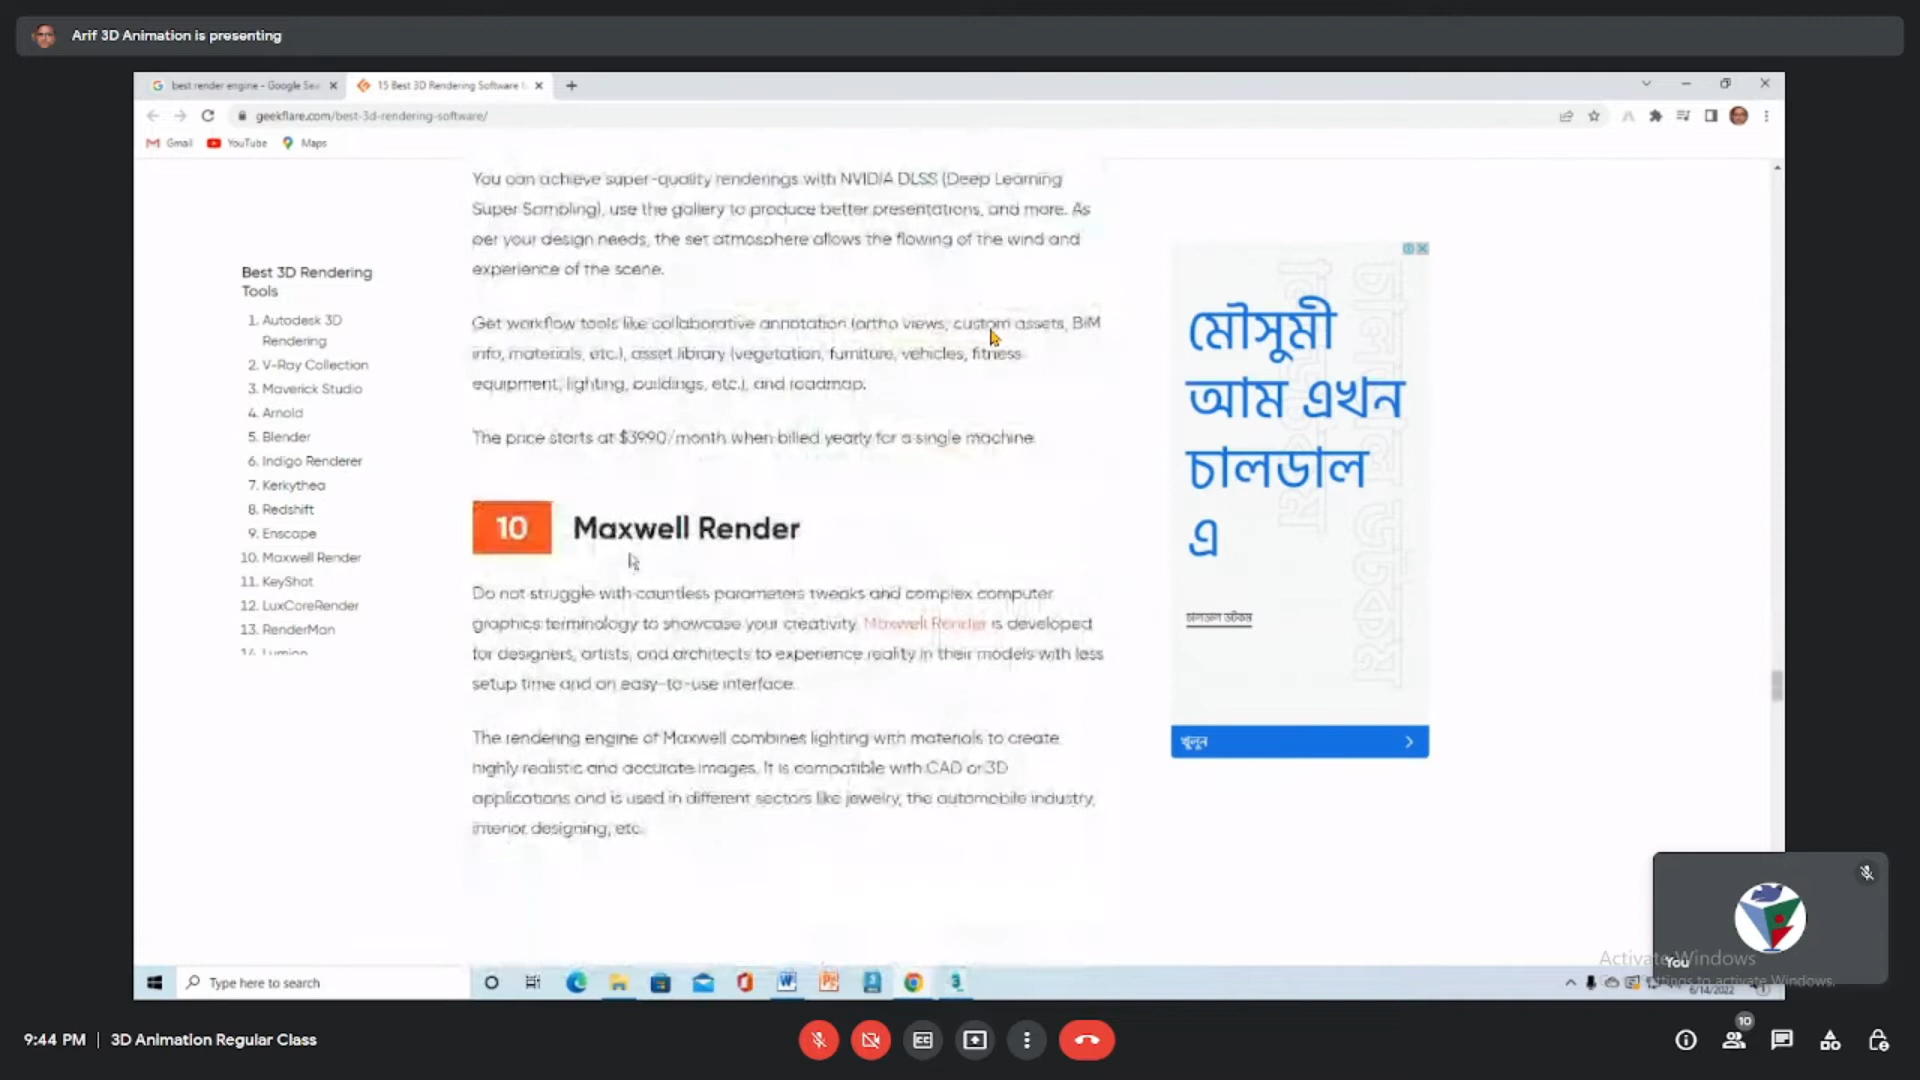 Arif 3D Animation is presenting
best render engine - Google Sea
15 Best 3D Rendering Software
geekflare.com/best-3d-rendering-software/
Gmail
YouTube
Maps
You can achieve super-quality renderings with NVIDIA DLSS (Deep Learning
Super Sampling), use the gallery to produce better presentations, and more. As
per your design needs, the set atmosphere allows the flowing of the wind and
experience of the scene.
Get workflow tools like collaborative annotation (ortho views, custom assets, BIM
info, materials, etc.), asset library (vegetation, furniture, vehicles, fitness
equipment, lighting, buildings, etc.), and roadmap.
The price starts at $39.90/month when billed yearly for a single machine.
10
Maxwell Render
Do not struggle with countless parameters tweaks and complex computer
graphics terminology to showcase your creativity. Maxwell Render is developed
for designers, artists, and architects to experience reality in their models with less
setup time and an easy-to-use interface.
The rendering engine of Maxwell combines lighting with materials to create
highly realistic and accurate images. It is compatible with CAD or 3D
applications and is used in different sectors like jewelry, the automobile industry,
interior designing, etc.
Best 3D Rendering
Tools
1. Autodesk 3D
Rendering
2. V-Ray Collection
3. Maverick Studio
4. Arnold
5. Blender
6. Indigo Renderer
7. Kerkythea
8. Redshift
9. Enscape
10. Maxwell Render
11. KeyShot
12. LuxCoreRender
13. RenderMan
14. Lumion
মৌসুমী
আম এখন
চালডাল
এ
চালডাল ডটকম
খুলুন
Activate Windows
You
to activate Windows.
Type here to search
6/14/2022
9:44 PM | 3D Animation Regular Class
10